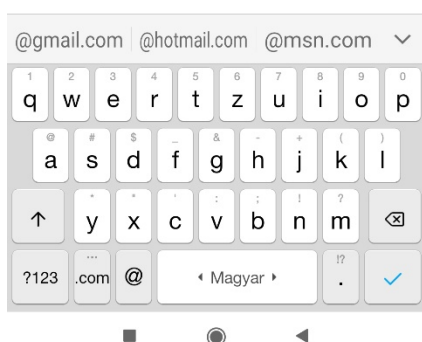 @gmail.com @hotmail.com @msn.com
1 2 3 4 5 6 7 8 9 0
q w e r t z u i o p
@ # $ _ & - + ( )
a s d f g h j k l
" * ' : ; ! ?
y x c v b n m
... !?
?123 .com @ Magyar .